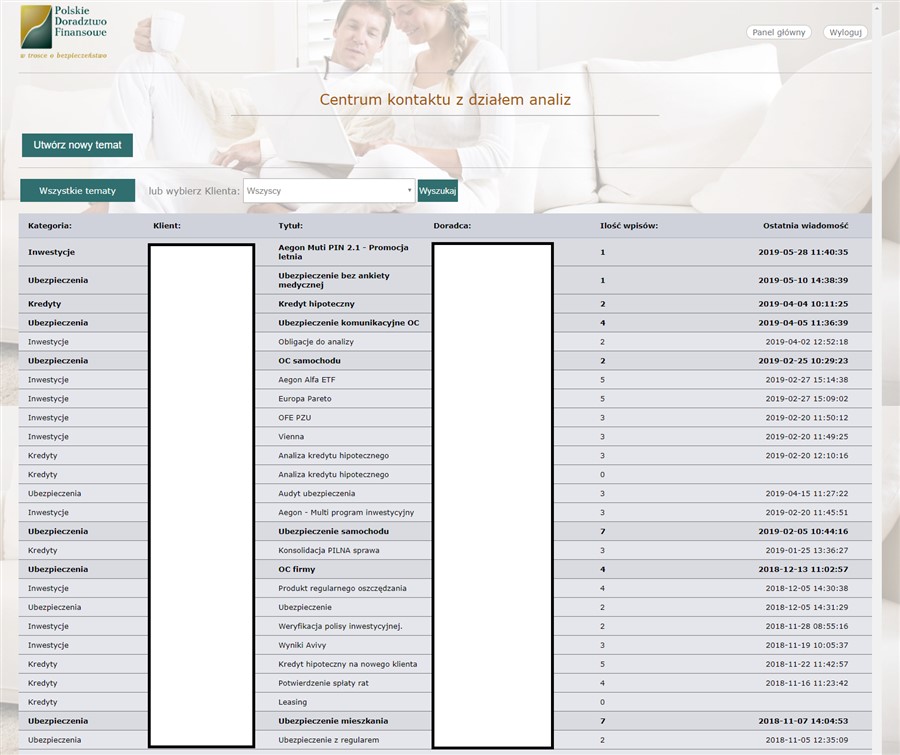 Polskie
Doradztwo
Finansowe
w trosce o bezpieczeństwo
Panel główny
Wyloguj
Centrum kontaktu z działem analiz
Utwórz nowy temat
Wszystkie tematy lub wybierz Klienta: Wszyscy Wyszukaj
Kategoria: Klient: Tytuł: Doradca: Ilość wpisów: Ostatnia wiadomość
Inwestycje Aegon Muti PIN 2.1 - Promocja letnia 1 2019-05-28 11:40:35
Ubezpieczenia Ubezpieczenie bez ankiety medycznej 1 2019-05-10 14:38:39
Kredyty Kredyt hipoteczny 2 2019-04-04 10:11:25
Ubezpieczenia Ubezpieczenie komunikacyjne OC 4 2019-04-05 11:36:39
Inwestycje Obligacje do analizy 2 2019-04-02 12:52:18
Ubezpieczenia OC samochodu 2 2019-02-25 10:29:23
Inwestycje Aegon Alfa ETF 5 2019-02-27 15:14:38
Inwestycje Europa Pareto 5 2019-02-27 15:09:02
Inwestycje OFE PZU 3 2019-02-20 11:50:12
Inwestycje Vienna 3 2019-02-20 11:49:25
Kredyty Analiza kredytu hipotecznego 3 2019-02-20 12:10:16
Kredyty Analiza kredytu hipotecznego 0
Ubezpieczenia Audyt ubezpieczenia 3 2019-04-15 11:27:22
Inwestycje Aegon - Multi program inwestycyjny 3 2019-02-20 11:45:51
Ubezpieczenia Ubezpieczenie samochodu 7 2019-02-05 10:44:16
Kredyty Konsolidacja PILNA sprawa 3 2019-01-25 13:36:27
Ubezpieczenia OC firmy 4 2018-12-13 11:02:57
Inwestycje Produkt regularnego oszczędzania 4 2018-12-05 14:30:38
Ubezpieczenia Ubezpieczenie 2 2018-12-05 14:31:29
Inwestycje Weryfikacja polisy inwestycyjnej. 2 2018-11-28 08:55:16
Inwestycje Wyniki Avivy 3 2018-11-19 10:05:37
Kredyty Kredyt hipoteczny na nowego klienta 5 2018-11-22 11:42:57
Kredyty Potwierdzenie spłaty rat 4 2018-11-16 11:23:42
Kredyty Leasing 0
Ubezpieczenia Ubezpieczenie mieszkania 7 2018-11-07 14:04:53
Ubezpieczenia Ubezpieczenie z regularem 2 2018-11-05 12:35:09